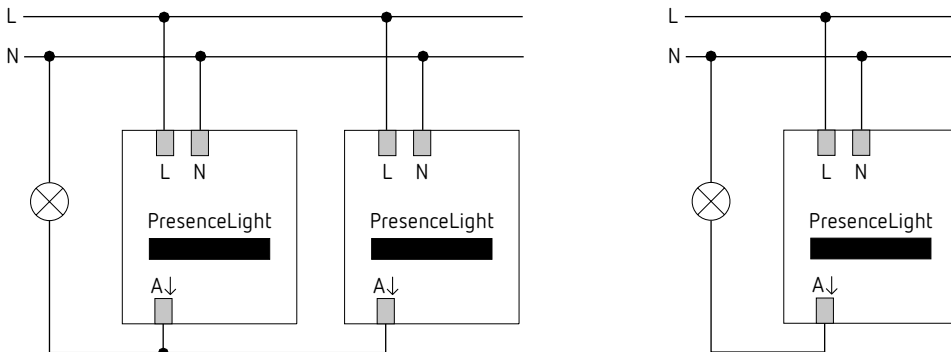 L L
N N
L N L N L N
PresenceLight PresenceLight PresenceLight
A↓ A↓ A↓